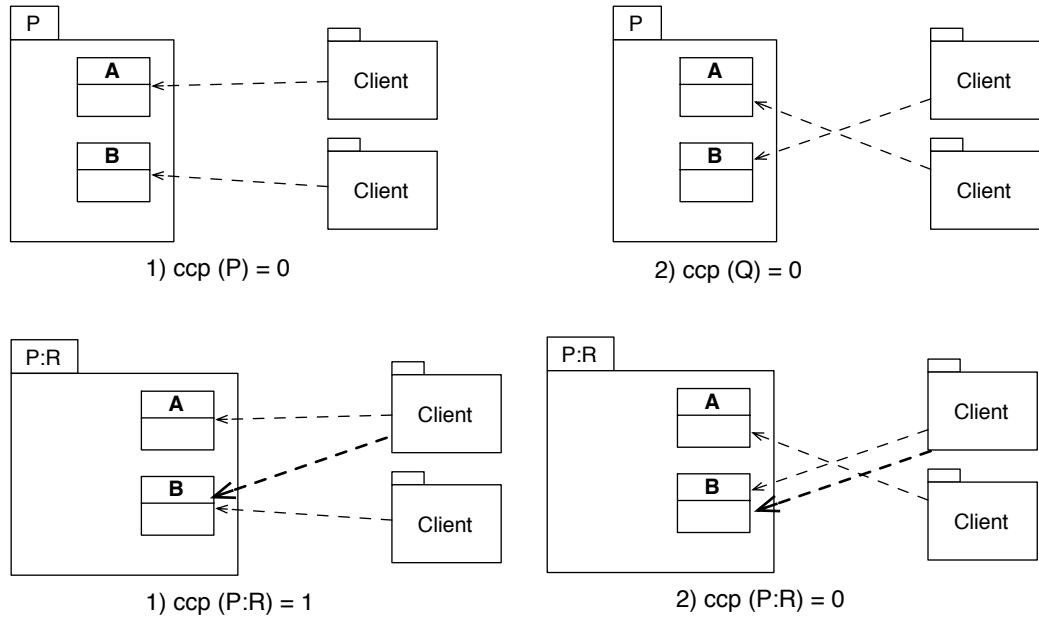 P
A
Client
B
Client
1) ccp (P) = 0
P
A
Client
B
Client
2) ccp (Q) = 0
P:R
A
Client
B
Client
1) ccp (P:R) = 1
P:R
A
Client
B
Client
2) ccp (P:R) = 0